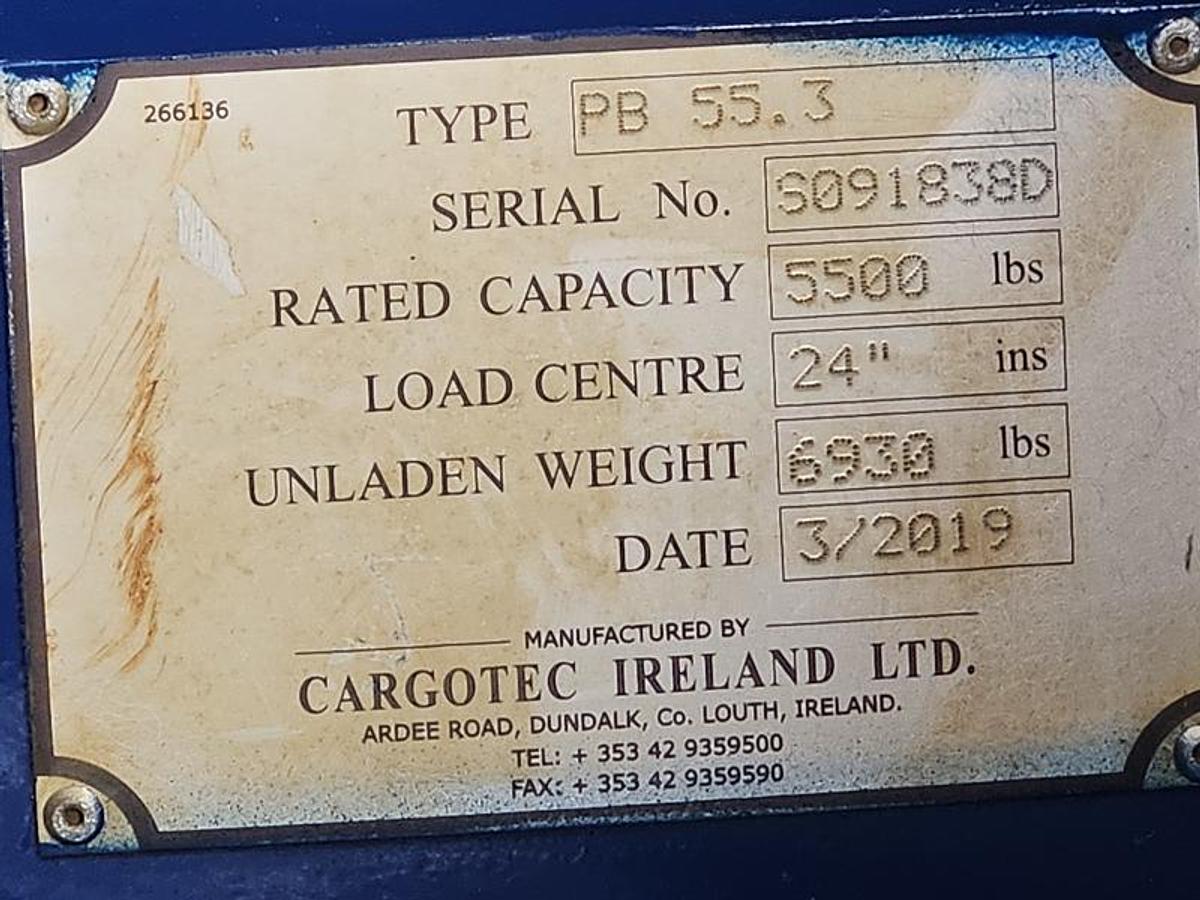 266136
TYPE PB 55.3
SERIAL No. S091838D
RATED CAPACITY 5500 lbs
LOAD CENTRE 24" ins
UNLADEN WEIGHT 6930 lbs
DATE 3/2019
MANUFACTURED BY
CARGOTEC IRELAND LTD.
ARDEE ROAD, DUNDALK, Co. LOUTH, IRELAND.
TEL: + 353 42 9359500
FAX: + 353 42 9359590